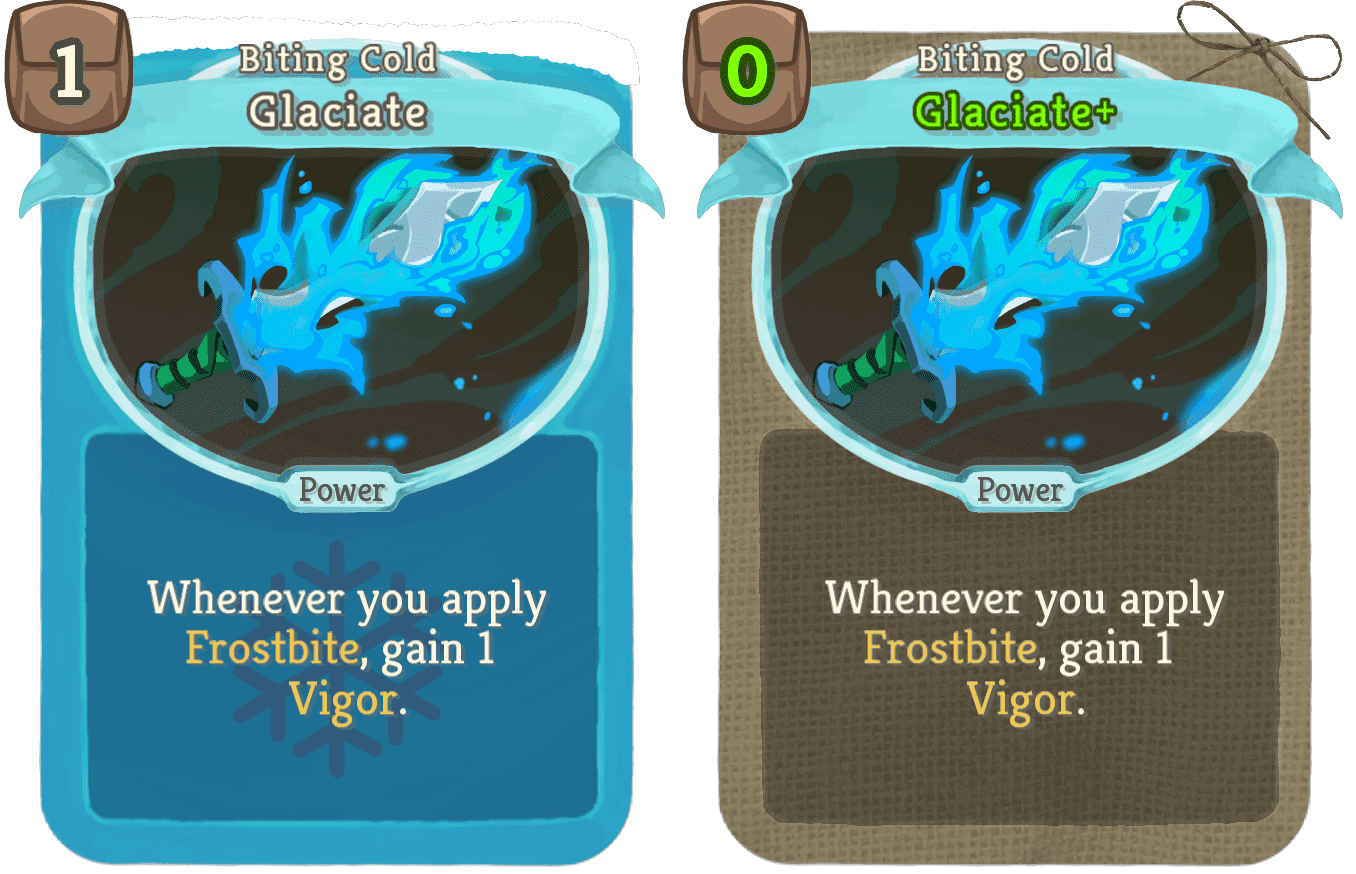 1
Biting Cold
Glaciate
Power
Whenever you apply
Frostbite, gain 1
Vigor.
0
Biting Cold
Glaciate+
Power
Whenever you apply
Frostbite, gain 1
Vigor.